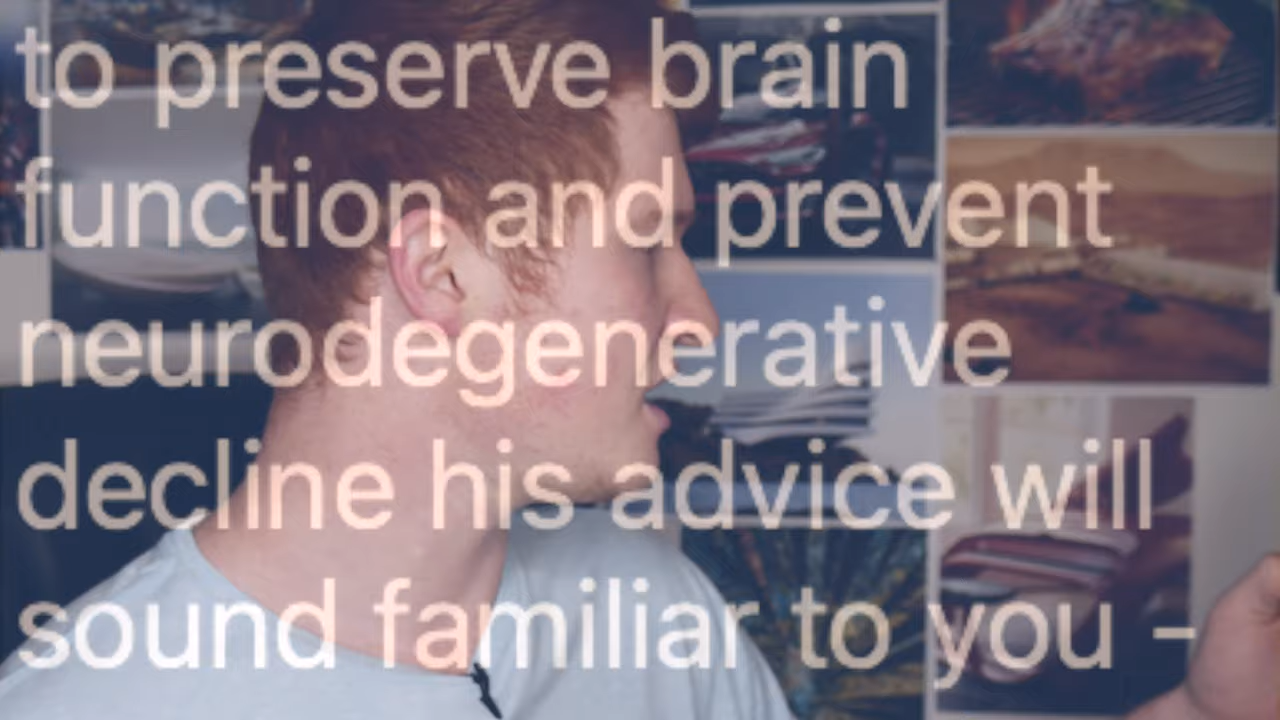 to preserve brain
function and prevent
neurodegenerative
decline his advice will
sound familiar to you –